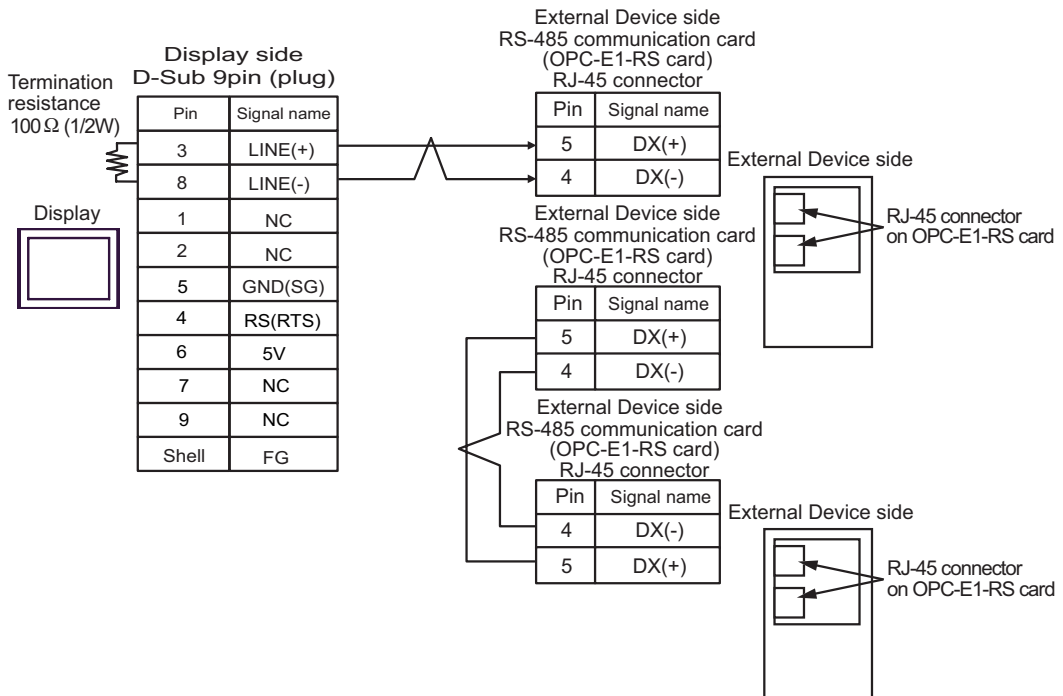 Termination
resistance
100Ω (1/2W)
Display
Display side
D-Sub 9pin (plug)
Pin Signal name
3 LINE(+)
8 LINE(-)
1 NC
2 NC
5 GND(SG)
4 RS(RTS)
6 5V
7 NC
9 NC
Shell FG
External Device side
RS-485 communication card
(OPC-E1-RS card)
RJ-45 connector
Pin Signal name
5 DX(+)
4 DX(-)
External Device side
RS-485 communication card
(OPC-E1-RS card)
RJ-45 connector
Pin Signal name
5 DX(+)
4 DX(-)
External Device side
RS-485 communication card
(OPC-E1-RS card)
RJ-45 connector
Pin Signal name
4 DX(-)
5 DX(+)
External Device side
RJ-45 connector
on OPC-E1-RS card
External Device side
RJ-45 connector
on OPC-E1-RS card